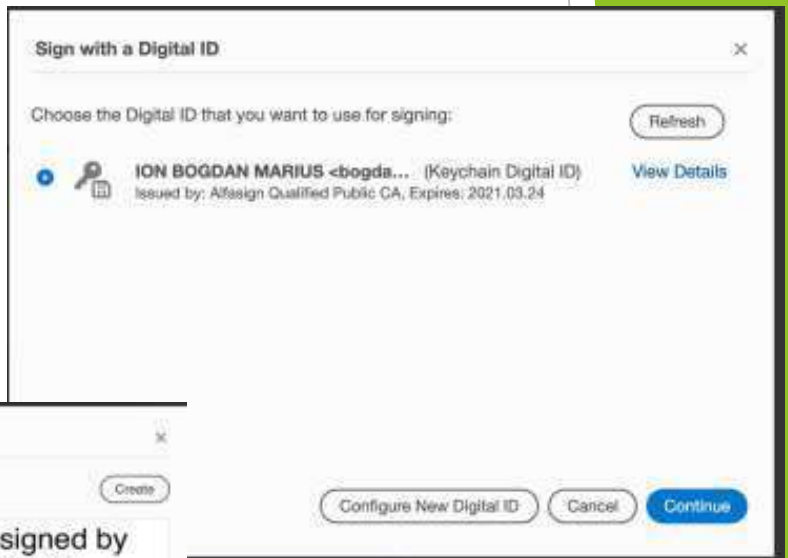 Sign with a Digital ID
Choose the Digital ID that you want to use for signing:
Refresh
ION BOGDAN MARIUS <bogda... (Keychain Digital ID)
View Details
Issued by: Alfasign Qualified Public CA, Expires: 2021.03.24
Create
Configure New Digital ID
Cancel
Continue
signed by